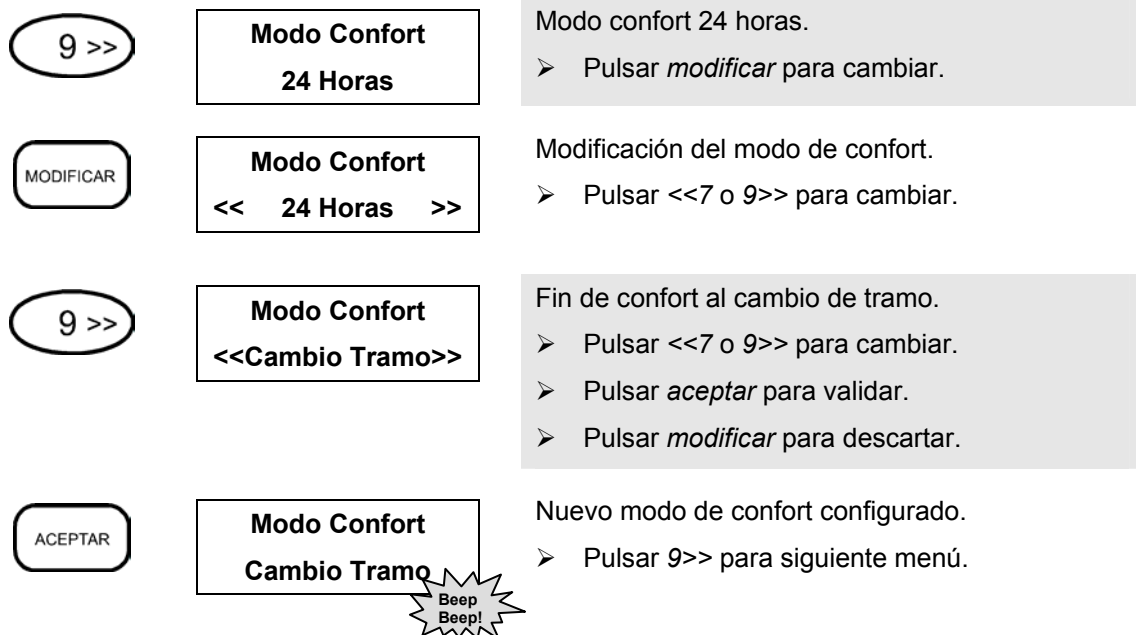 9 >>
Modo Confort
24 Horas
Modo confort 24 horas.
➢ Pulsar modificar para cambiar.
MODIFICAR
Modo Confort
<< 24 Horas >>
Modificación del modo de confort.
➢ Pulsar <<7 o 9>> para cambiar.
9 >>
Modo Confort
<<Cambio Tramo>>
Fin de confort al cambio de tramo.
➢ Pulsar <<7 o 9>> para cambiar.
➢ Pulsar aceptar para validar.
➢ Pulsar modificar para descartar.
ACEPTAR
Modo Confort
Cambio Tramo
Beep
Beep!
Nuevo modo de confort configurado.
➢ Pulsar 9>> para siguiente menú.